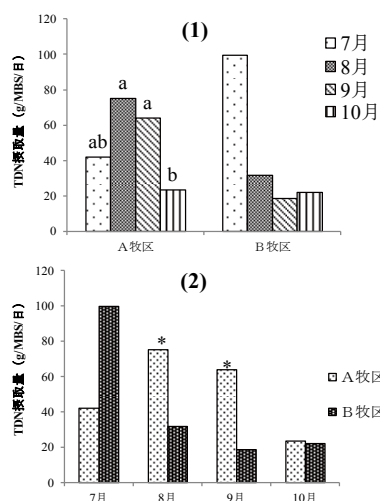 (1)
TDN摂取量 (g/MBS/日)
120
100
80
60
40
20
0
ab
a
a
b
7月
8月
9月
10月
A牧区
B牧区
(2)
TDN摂取量 (g/MBS/日)
120
100
80
60
40
20
0
*
*
A牧区
B牧区
7月
8月
9月
10月